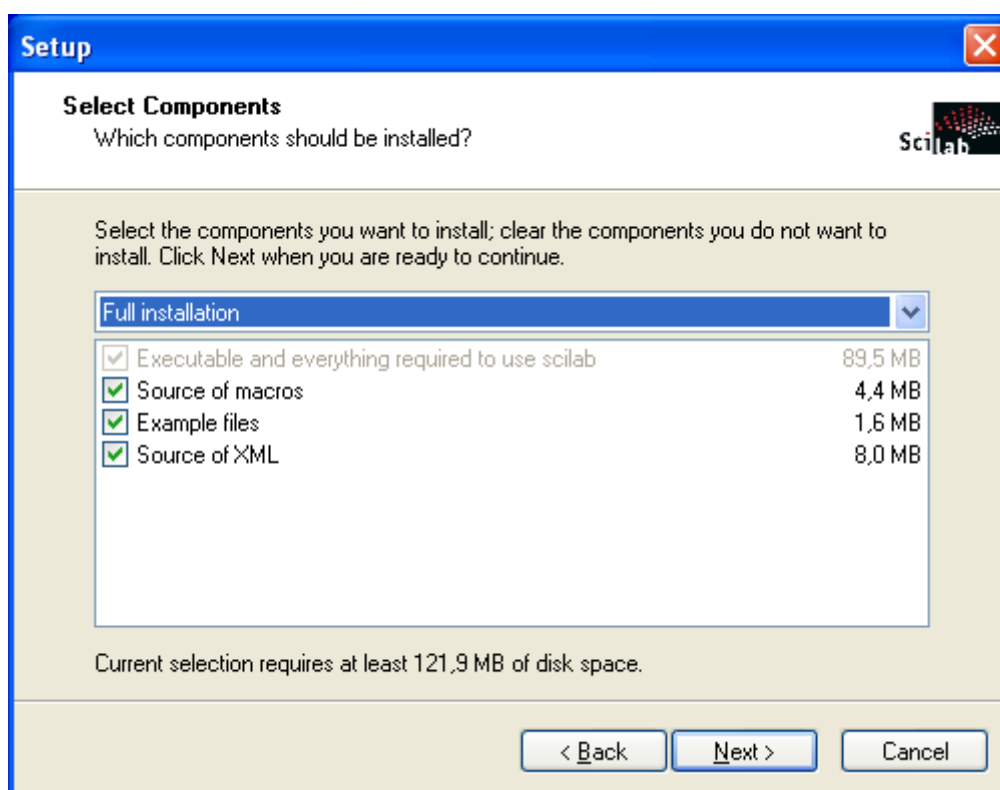 Setup
Select Components
Which components should be installed?
Scilab
Select the components you want to install; clear the components you do not want to
install. Click Next when you are ready to continue.
Full installation
Executable and everything required to use scilab 89,5 MB
Source of macros 4,4 MB
Example files 1,6 MB
Source of XML 8,0 MB
Current selection requires at least 121,9 MB of disk space.
< Back Next > Cancel